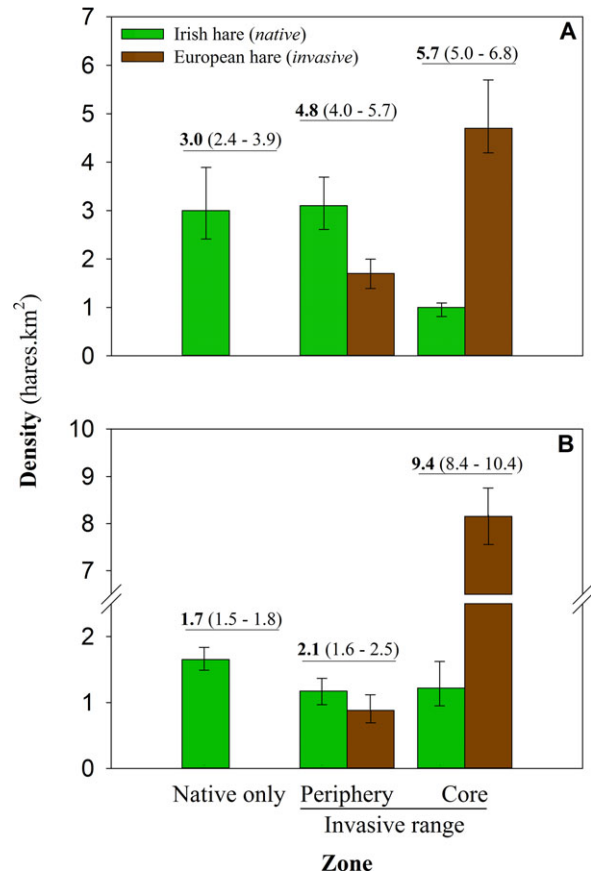 7
A
Irish hare (native)
European hare (invasive)
5.7 (5.0 - 6.8)
6
4.8 (4.0 - 5.7)
5
3.0 (2.4 - 3.9)
4
3
2
1
0
Density (hares.km²)
10
B
9.4 (8.4 - 10.4)
9
8
7
1.7 (1.5 - 1.8)
2.1 (1.6 - 2.5)
2
1
0
Native only Periphery Core
Invasive range
Zone